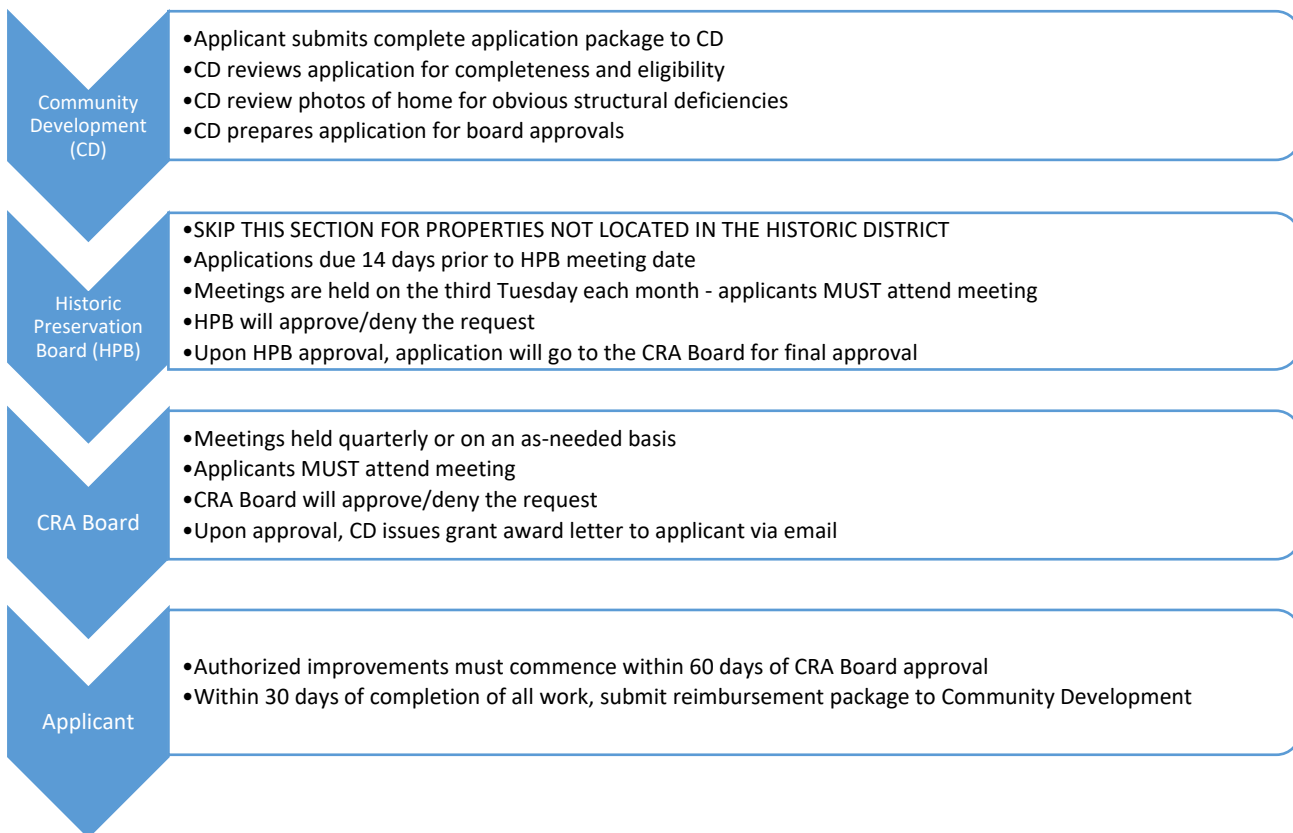 Community
Development
(CD)
•Applicant submits complete application package to CD
•CD reviews application for completeness and eligibility
•CD review photos of home for obvious structural deficiencies
•CD prepares application for board approvals
Historic
Preservation
Board (HPB)
•SKIP THIS SECTION FOR PROPERTIES NOT LOCATED IN THE HISTORIC DISTRICT
•Applications due 14 days prior to HPB meeting date
•Meetings are held on the third Tuesday each month - applicants MUST attend meeting
•HPB will approve/deny the request
•Upon HPB approval, application will go to the CRA Board for final approval
CRA Board
•Meetings held quarterly or on an as-needed basis
•Applicants MUST attend meeting
•CRA Board will approve/deny the request
•Upon approval, CD issues grant award letter to applicant via email
Applicant
•Authorized improvements must commence within 60 days of CRA Board approval
•Within 30 days of completion of all work, submit reimbursement package to Community Development